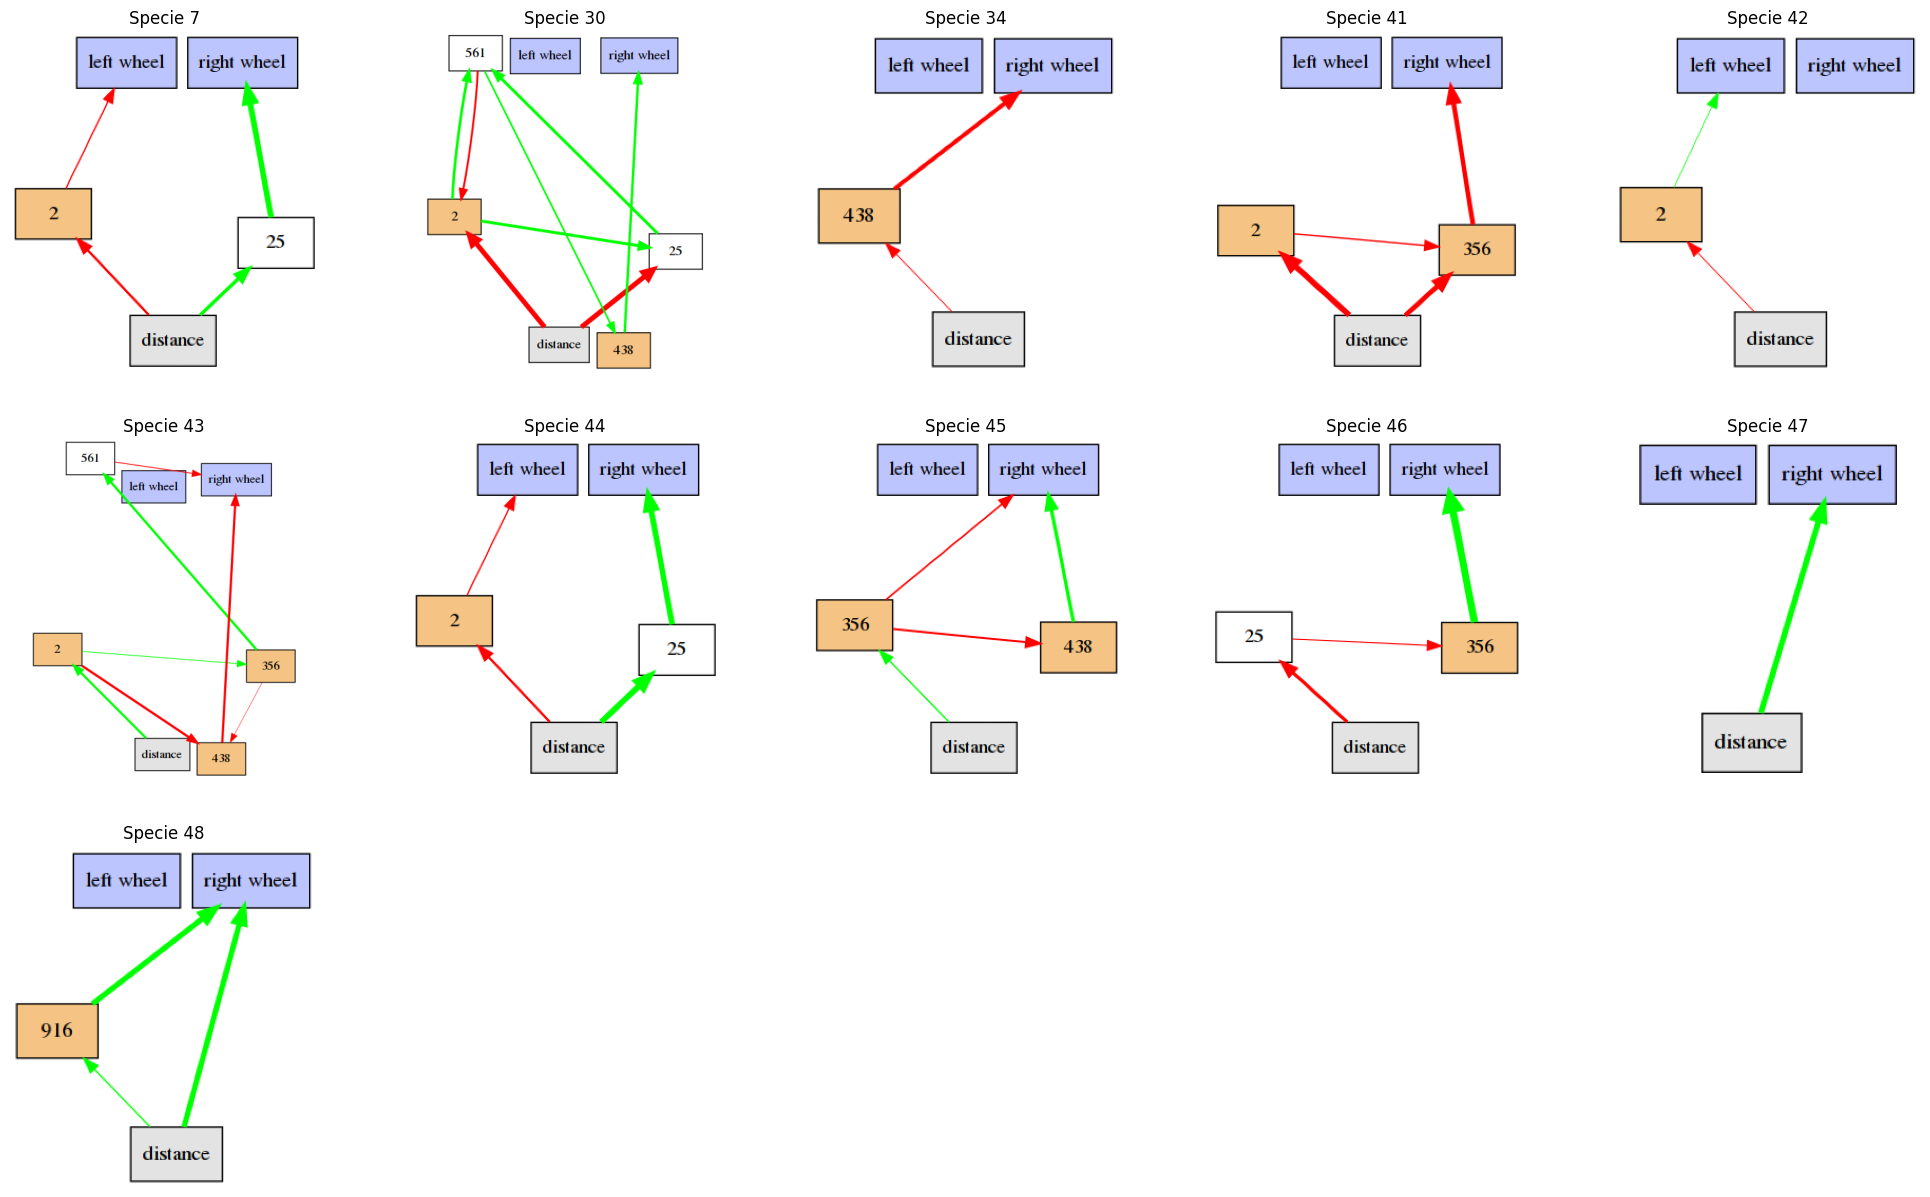 Specie 7
left wheel
right wheel
2
25
distance
Specie 30
561
left wheel
right wheel
2
25
distance
438
Specie 34
left wheel
right wheel
438
distance
Specie 41
left wheel
right wheel
2
356
distance
Specie 42
left wheel
right wheel
2
distance
Specie 43
561
left wheel
right wheel
2
356
distance
438
Specie 44
left wheel
right wheel
2
25
distance
Specie 45
left wheel
right wheel
356
438
distance
Specie 46
left wheel
right wheel
25
356
distance
Specie 47
left wheel
right wheel
distance
Specie 48
left wheel
right wheel
916
distance